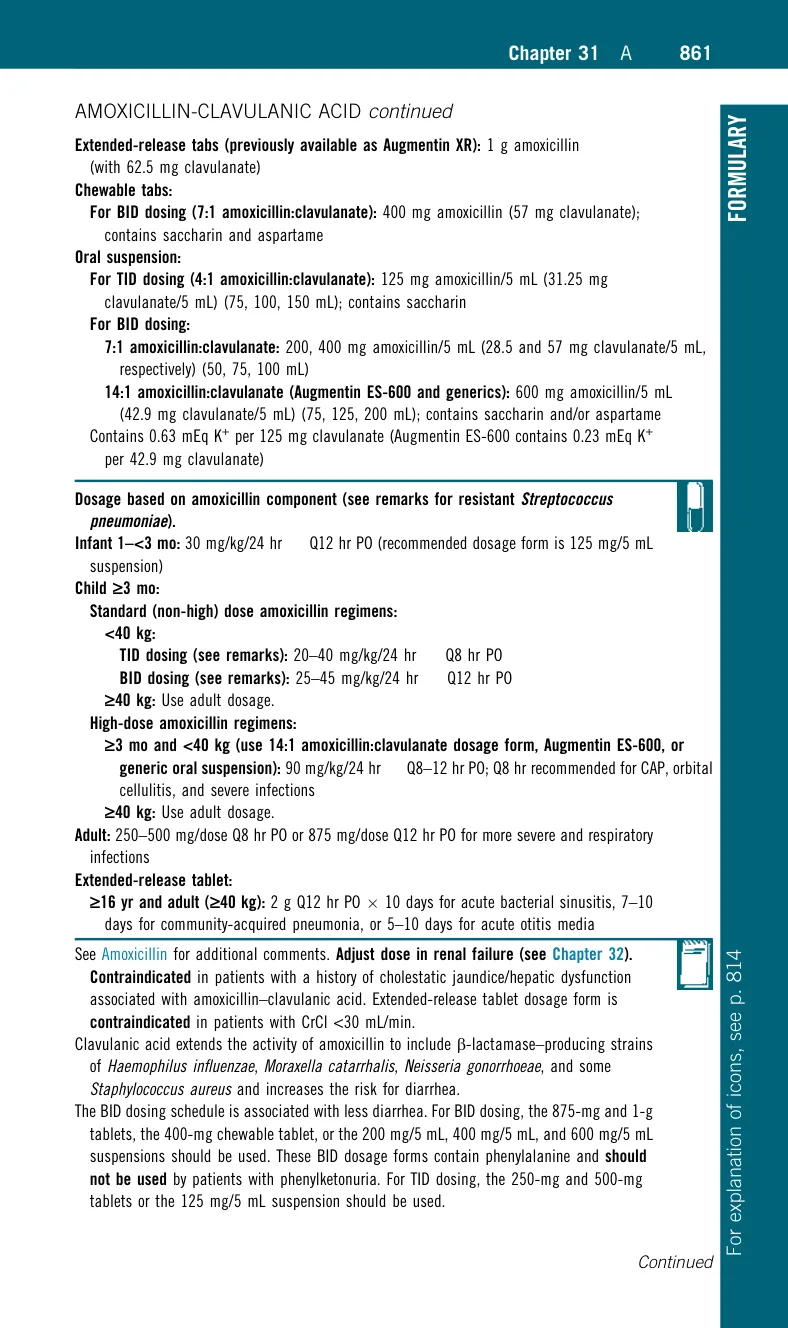 Chapter 31 A 861
AMOXICILLIN-CLAVULANIC ACID continued
Extended-release tabs (previously available as Augmentin XR): 1 g amoxicillin
(with 62.5 mg clavulanate)
Chewable tabs:
For BID dosing (7:1 amoxicillin:clavulanate): 400 mg amoxicillin (57 mg clavulanate);
contains saccharin and aspartame
Oral suspension:
For TID dosing (4:1 amoxicillin:clavulanate): 125 mg amoxicillin/5 mL (31.25 mg
clavulanate/5 mL) (75, 100, 150 mL); contains saccharin
For BID dosing:
7:1 amoxicillin:clavulanate: 200, 400 mg amoxicillin/5 mL (28.5 and 57 mg clavulanate/5 mL,
respectively) (50, 75, 100 mL)
14:1 amoxicillin:clavulanate (Augmentin ES-600 and generics): 600 mg amoxicillin/5 mL
(42.9 mg clavulanate/5 mL) (75, 125, 200 mL); contains saccharin and/or aspartame
Contains 0.63 mEq K⁺ per 125 mg clavulanate (Augmentin ES-600 contains 0.23 mEq K⁺
per 42.9 mg clavulanate)
Dosage based on amoxicillin component (see remarks for resistant Streptococcus
pneumoniae).
Infant 1–<3 mo: 30 mg/kg/24 hr Q12 hr PO (recommended dosage form is 125 mg/5 mL
suspension)
Child ≥3 mo:
Standard (non-high) dose amoxicillin regimens:
<40 kg:
TID dosing (see remarks): 20–40 mg/kg/24 hr Q8 hr PO
BID dosing (see remarks): 25–45 mg/kg/24 hr Q12 hr PO
≥40 kg: Use adult dosage.
High-dose amoxicillin regimens:
≥3 mo and <40 kg (use 14:1 amoxicillin:clavulanate dosage form, Augmentin ES-600, or
generic oral suspension): 90 mg/kg/24 hr Q8–12 hr PO; Q8 hr recommended for CAP, orbital
cellulitis, and severe infections
≥40 kg: Use adult dosage.
Adult: 250–500 mg/dose Q8 hr PO or 875 mg/dose Q12 hr PO for more severe and respiratory
infections
Extended-release tablet:
≥16 yr and adult (≥40 kg): 2 g Q12 hr PO × 10 days for acute bacterial sinusitis, 7–10
days for community-acquired pneumonia, or 5–10 days for acute otitis media
See Amoxicillin for additional comments. Adjust dose in renal failure (see Chapter 32).
Contraindicated in patients with a history of cholestatic jaundice/hepatic dysfunction
associated with amoxicillin–clavulanic acid. Extended-release tablet dosage form is
contraindicated in patients with CrCl <30 mL/min.
Clavulanic acid extends the activity of amoxicillin to include β-lactamase–producing strains
of Haemophilus influenzae, Moraxella catarrhalis, Neisseria gonorrhoeae, and some
Staphylococcus aureus and increases the risk for diarrhea.
The BID dosing schedule is associated with less diarrhea. For BID dosing, the 875-mg and 1-g
tablets, the 400-mg chewable tablet, or the 200 mg/5 mL, 400 mg/5 mL, and 600 mg/5 mL
suspensions should be used. These BID dosage forms contain phenylalanine and should
not be used by patients with phenylketonuria. For TID dosing, the 250-mg and 500-mg
tablets or the 125 mg/5 mL suspension should be used.
Continued
FORMULARY
For explanation of icons, see p. 814